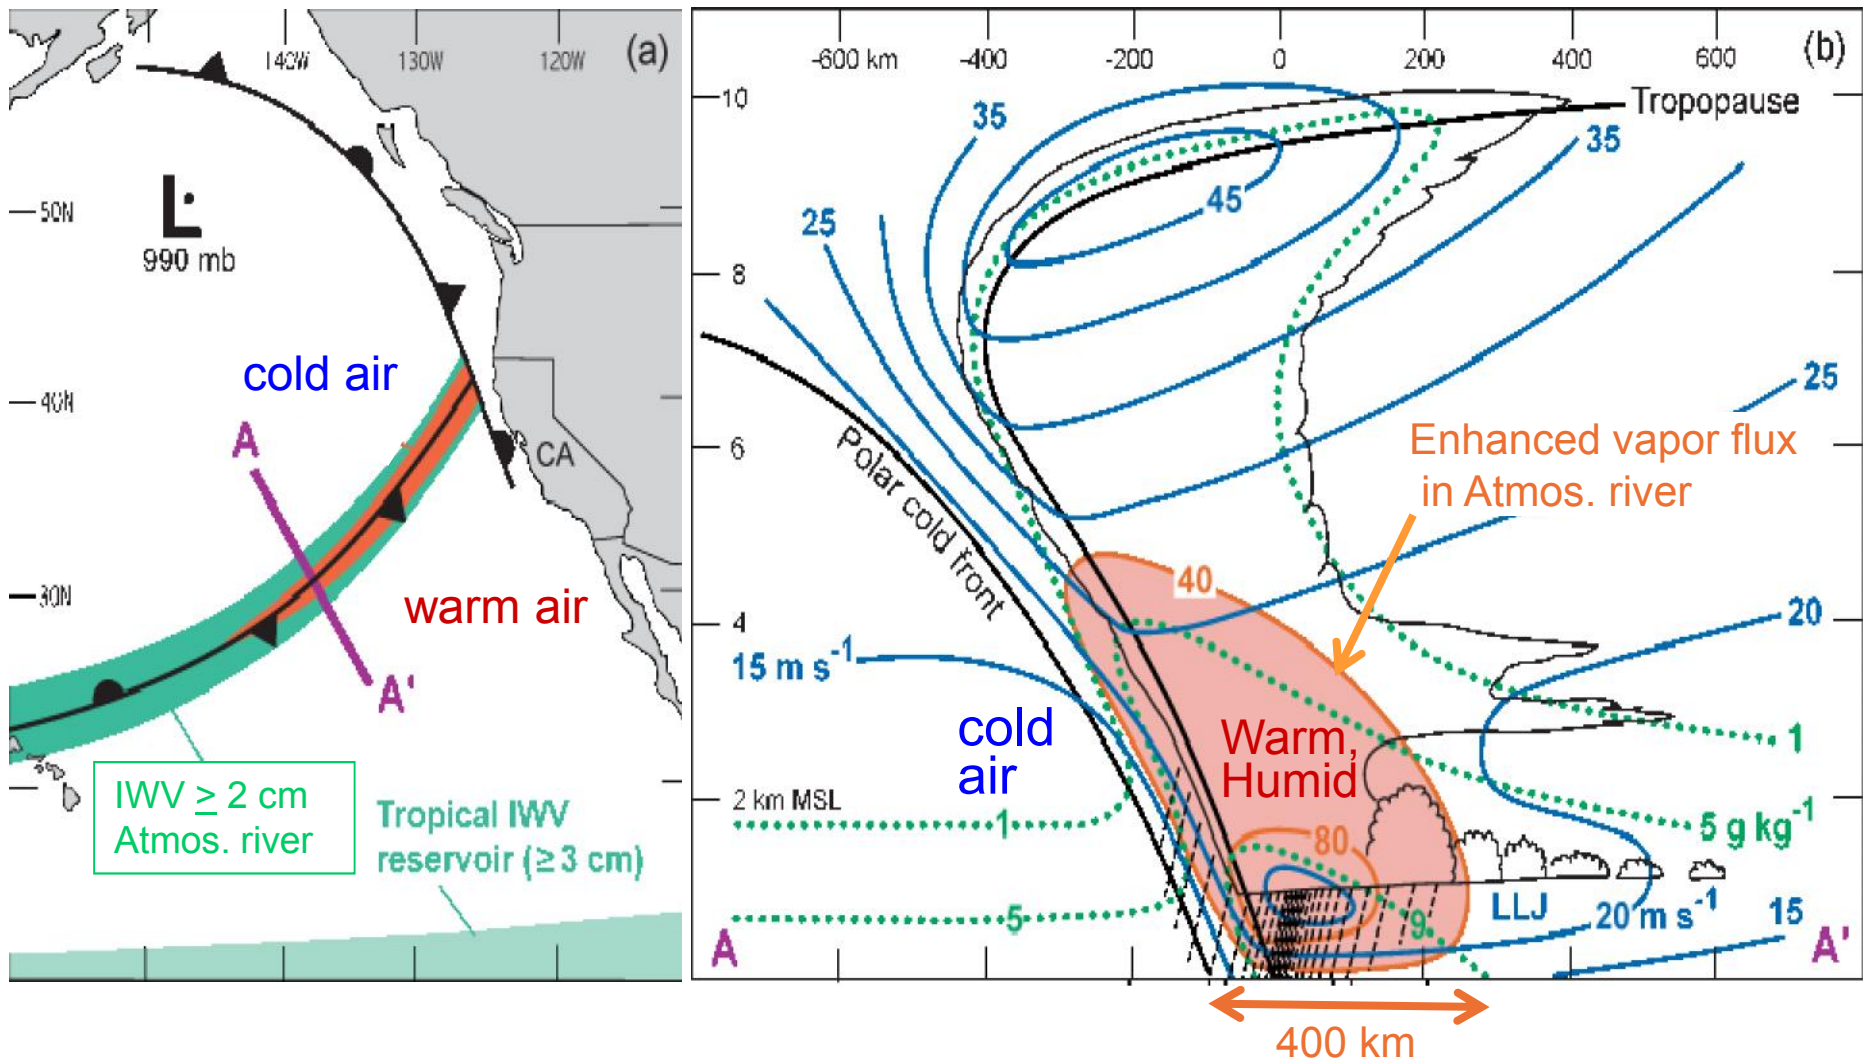 (a)
140W
130W
120W
50N
L
990 mb
cold air
40N
A
CA
30N
warm air
A'
IWV ≥ 2 cm
Atmos. river
Tropical IWV
reservoir (≥3 cm)
(b)
-600 km
-400
-200
0
200
400
600
10
35
Tropopause
35
45
25
8
25
6
Polar cold front
Enhanced vapor flux
in Atmos. river
40
4
20
15 m s-1
cold
air
Warm,
Humid
1
2 km MSL
1
80
5 g kg-1
5
9
LLJ
20 m s-1
15
A
A'
400 km